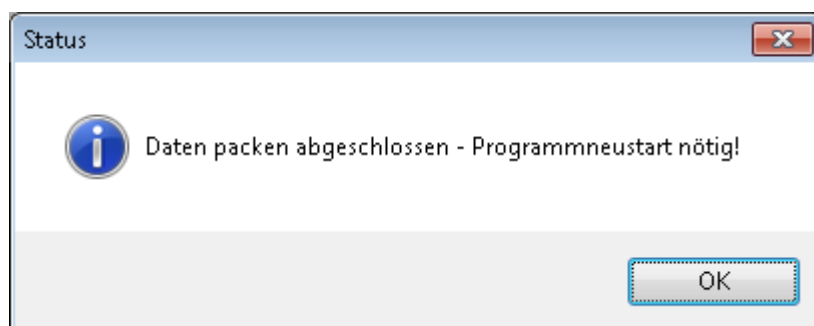 Status
Daten packen abgeschlossen - Programmneustart nötig!
OK